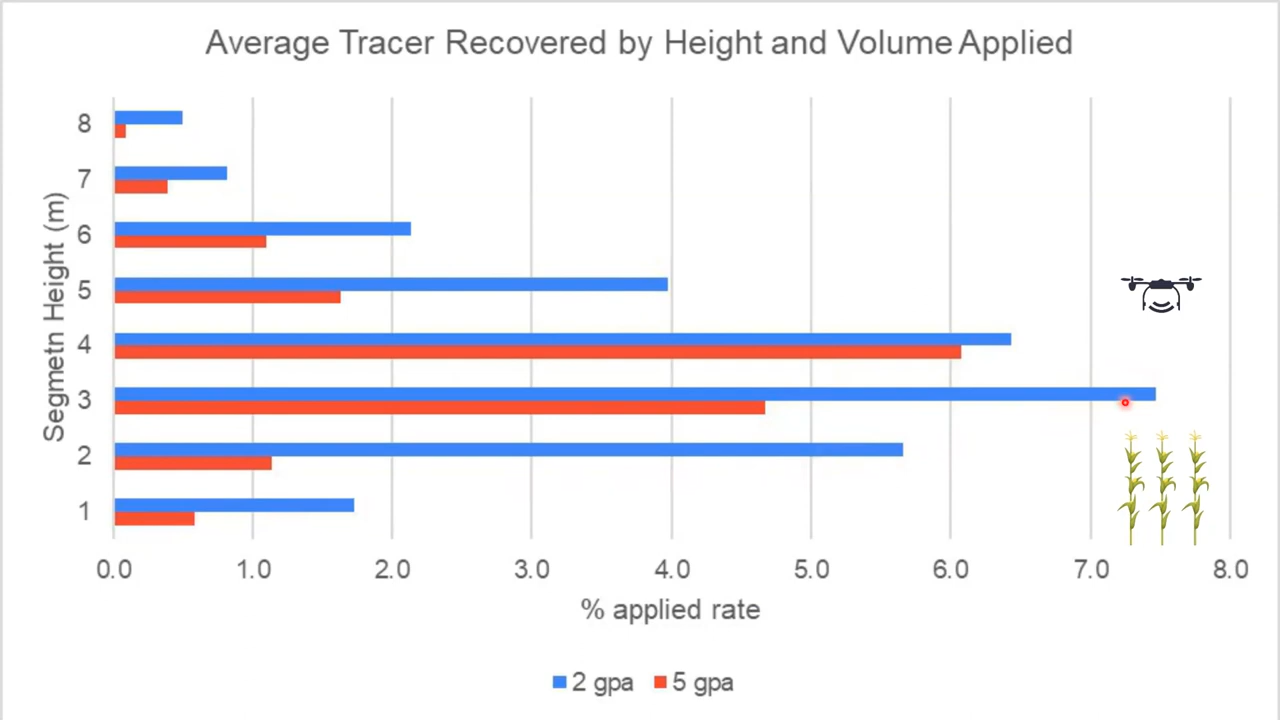 Average Tracer Recovered by Height and Volume Applied
Segmetn Height (m)
8
7
6
5
4
3
2
1
0.0 1.0 2.0 3.0 4.0 5.0 6.0 7.0 8.0
% applied rate
2 gpa 5 gpa